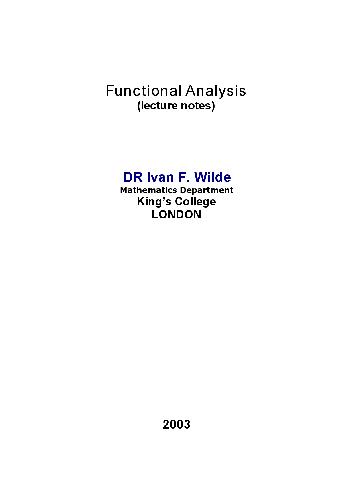 Functional Analysis
(lecture notes)
DR Ivan F. Wilde
Mathematics Department
King's College
LONDON
2003